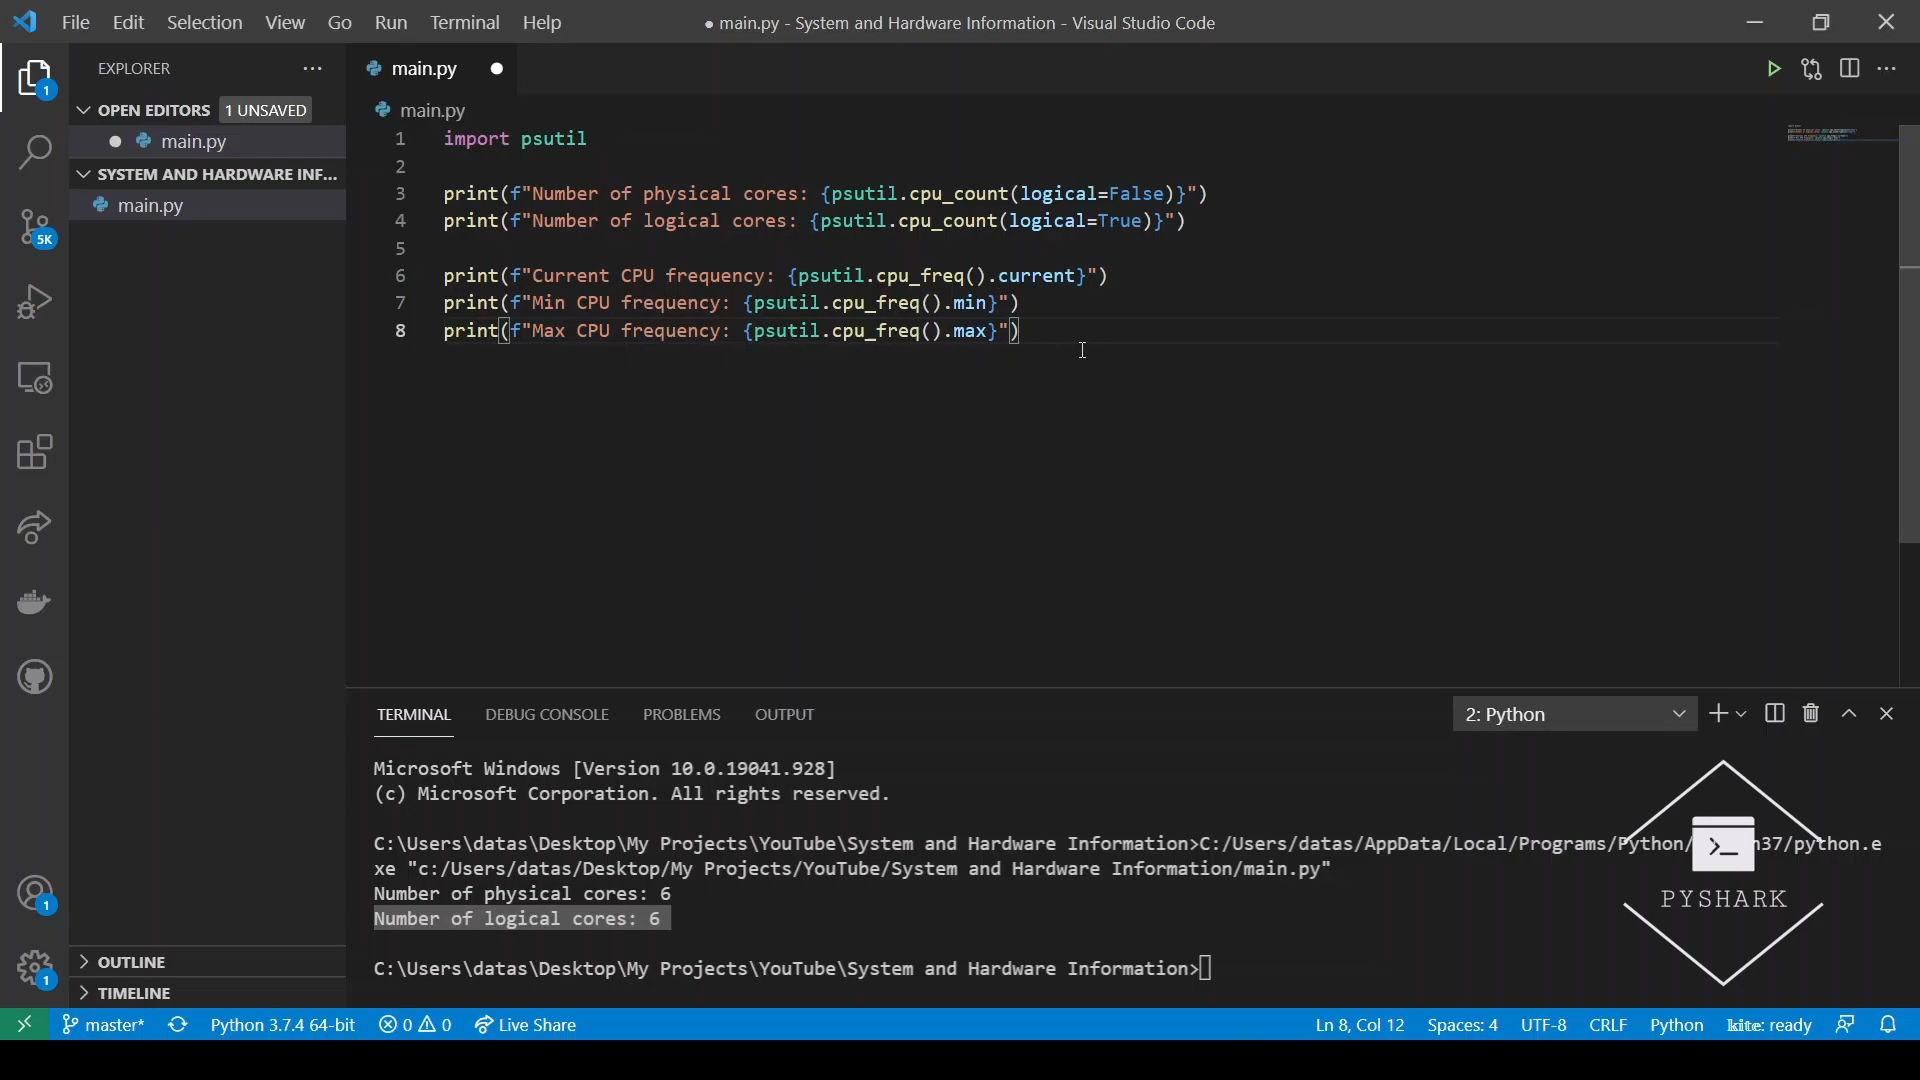 File Edit Selection View Go Run Terminal Help
● main.py - System and Hardware Information - Visual Studio Code
EXPLORER
1
OPEN EDITORS 1 UNSAVED
main.py
SYSTEM AND HARDWARE INF...
main.py
5K
OUTLINE
TIMELINE
1
1
main.py
main.py
1 import psutil
2
3 print(f"Number of physical cores: {psutil.cpu_count(logical=False)}")
4 print(f"Number of logical cores: {psutil.cpu_count(logical=True)}")
5
6 print(f"Current CPU frequency: {psutil.cpu_freq().current}")
7 print(f"Min CPU frequency: {psutil.cpu_freq().min}")
8 print(f"Max CPU frequency: {psutil.cpu_freq().max}")
TERMINAL DEBUG CONSOLE PROBLEMS OUTPUT
2: Python
Microsoft Windows [Version 10.0.19041.928]
(c) Microsoft Corporation. All rights reserved.
C:\Users\datas\Desktop\My Projects\YouTube\System and Hardware Information>C:/Users/datas/AppData/Local/Programs/Python/ n37/python.e
xe "c:/Users/datas/Desktop/My Projects/YouTube/System and Hardware Information/main.py"
Number of physical cores: 6
Number of logical cores: 6
C:\Users\datas\Desktop\My Projects\YouTube\System and Hardware Information>
PYSHARK
master* Python 3.7.4 64-bit 0 0 Live Share
Ln 8, Col 12 Spaces: 4 UTF-8 CRLF Python kite: ready